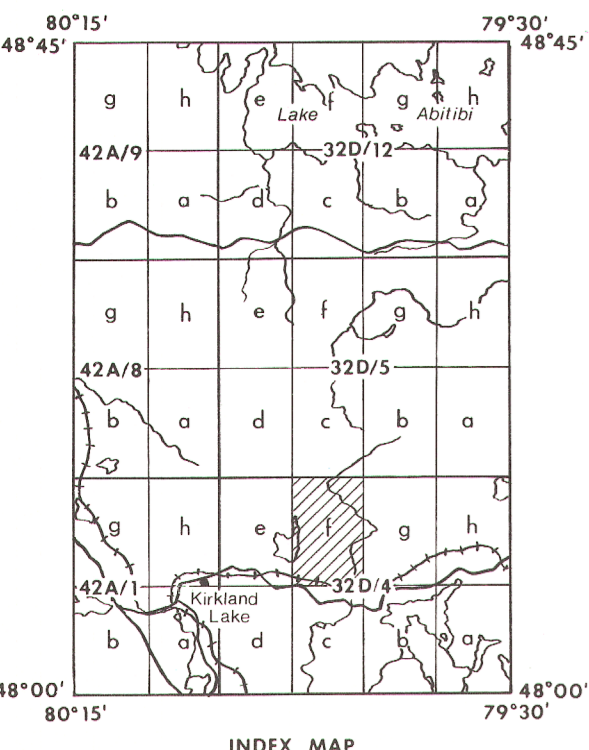 80°15' 79°30'
48°45' 48°45'
g h e f g h
Lake Abitibi
42A/9 32D/12
b a d c b a
g h e f g h
42A/8 32D/5
b a d c b a
g h e f g h
42A/1 32D/4
Kirkland
Lake
b a d c b a
48°00' 48°00'
80°15' 79°30'
INDEX MAP